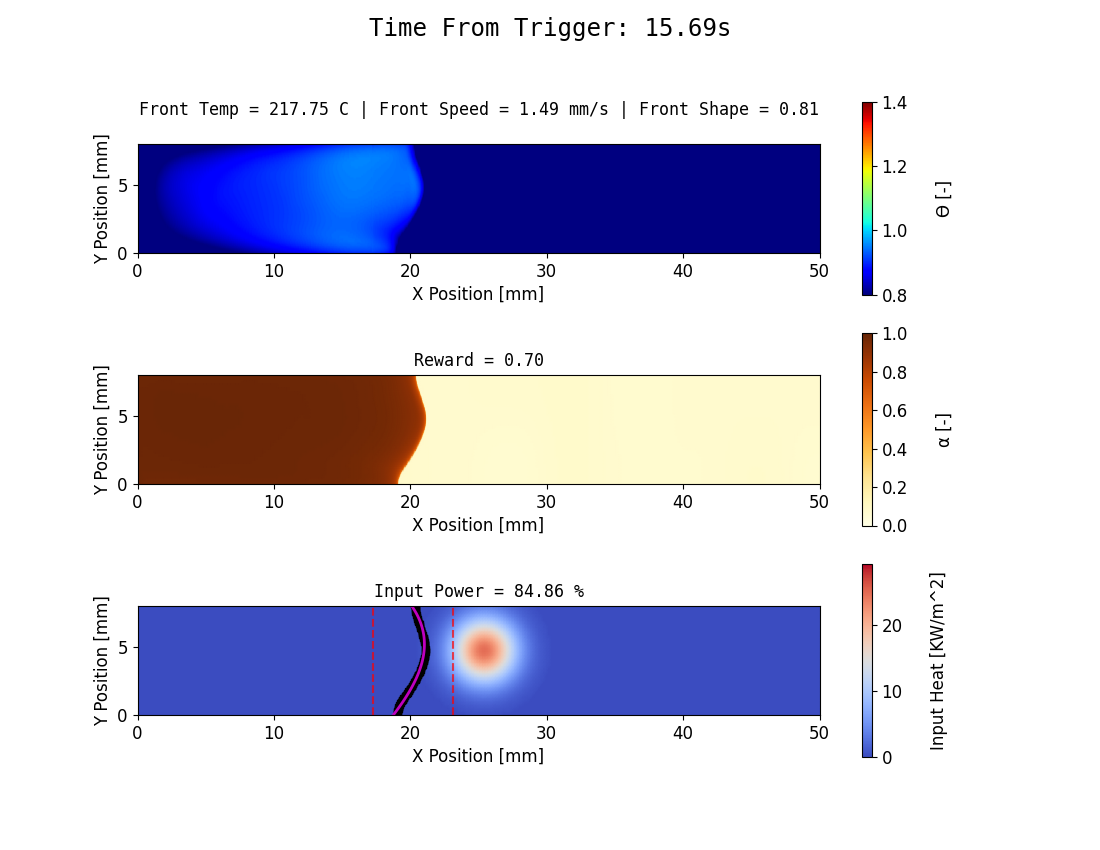 Time From Trigger: 15.69s
Front Temp = 217.75 C | Front Speed = 1.49 mm/s | Front Shape = 0.81
Y Position [mm]
5
0
0 10 20 30 40 50
X Position [mm]
1.4
1.2
1.0
0.8
Θ [-]
Reward = 0.70
Y Position [mm]
5
0
0 10 20 30 40 50
X Position [mm]
1.0
0.8
0.6
0.4
0.2
0.0
α [-]
Input Power = 84.86 %
Y Position [mm]
5
0
0 10 20 30 40 50
X Position [mm]
20
10
0
Input Heat [KW/m^2]